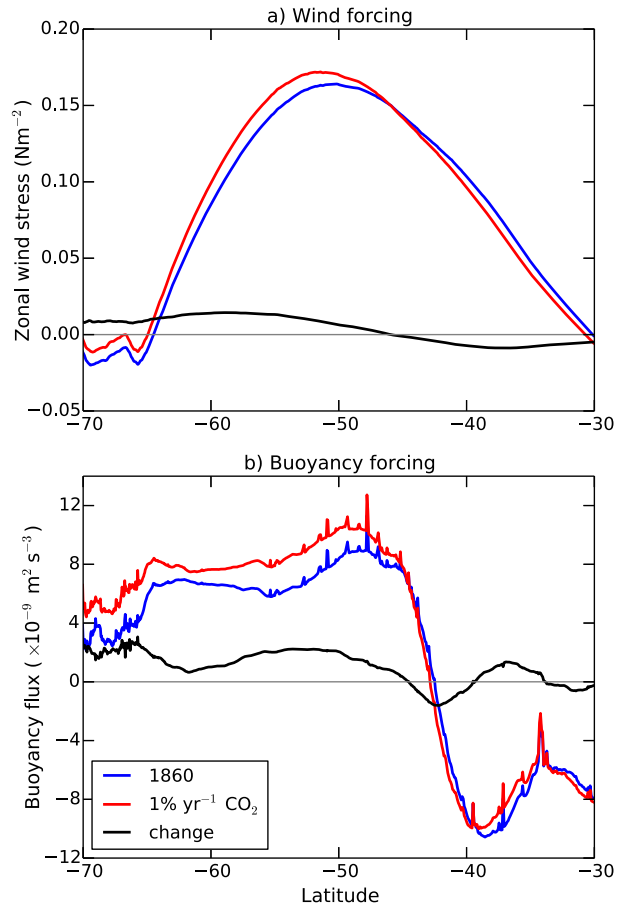 a) Wind forcing
Zonal wind stress (Nm⁻²)
0.20
0.15
0.10
0.05
0.00
−0.05
−70 −60 −50 −40 −30
b) Buoyancy forcing
Buoyancy flux ( ×10⁻⁹ m² s⁻³)
12
8
4
0
−4
−8
−12
1860
1% yr⁻¹ CO₂
change
−70 −60 −50 −40 −30
Latitude